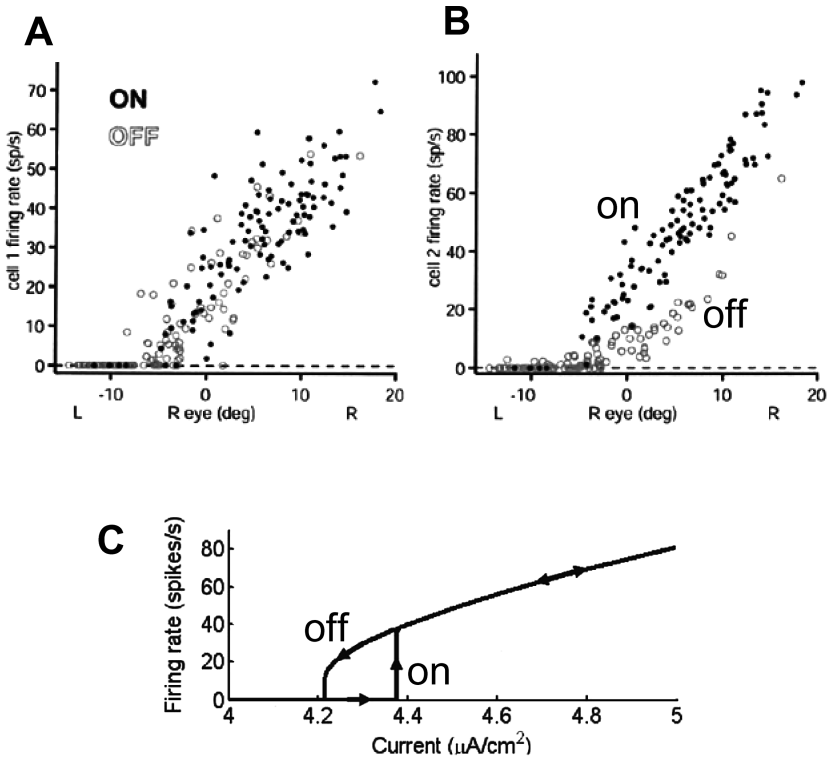 A
cell 1 firing rate (sp/s)
70
60
50
40
30
20
10
0
ON
OFF
-10 0 10 20
L R eye (deg) R
B
cell 2 firing rate (sp/s)
100
80
60
40
20
0
on
off
-10 0 10 20
L R eye (deg) R
C
Firing rate (spikes/s)
80
60
40
20
0
off
on
4 4.2 4.4 4.6 4.8 5
Current (μA/cm²)